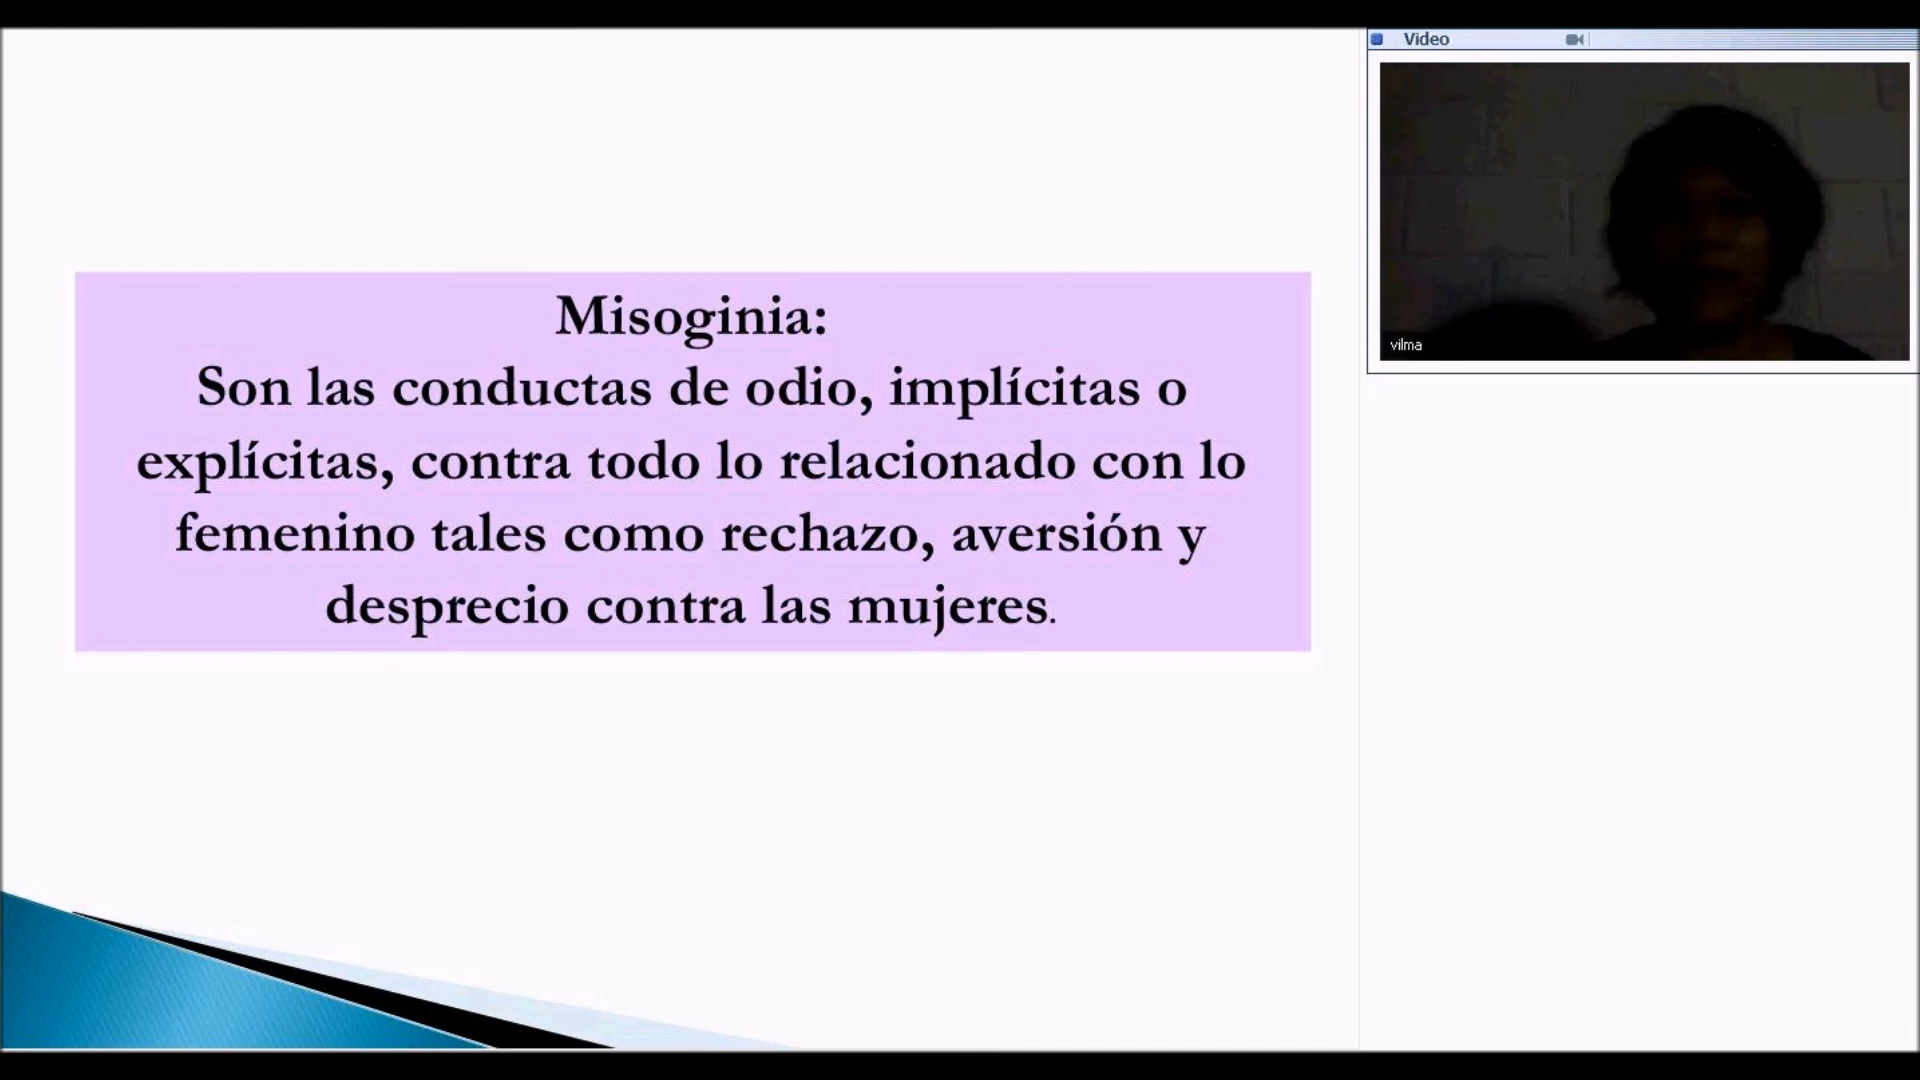 Misoginia:
Son las conductas de odio, implícitas o
explícitas, contra todo lo relacionado con lo
femenino tales como rechazo, aversión y
desprecio contra las mujeres.
Video
vilma